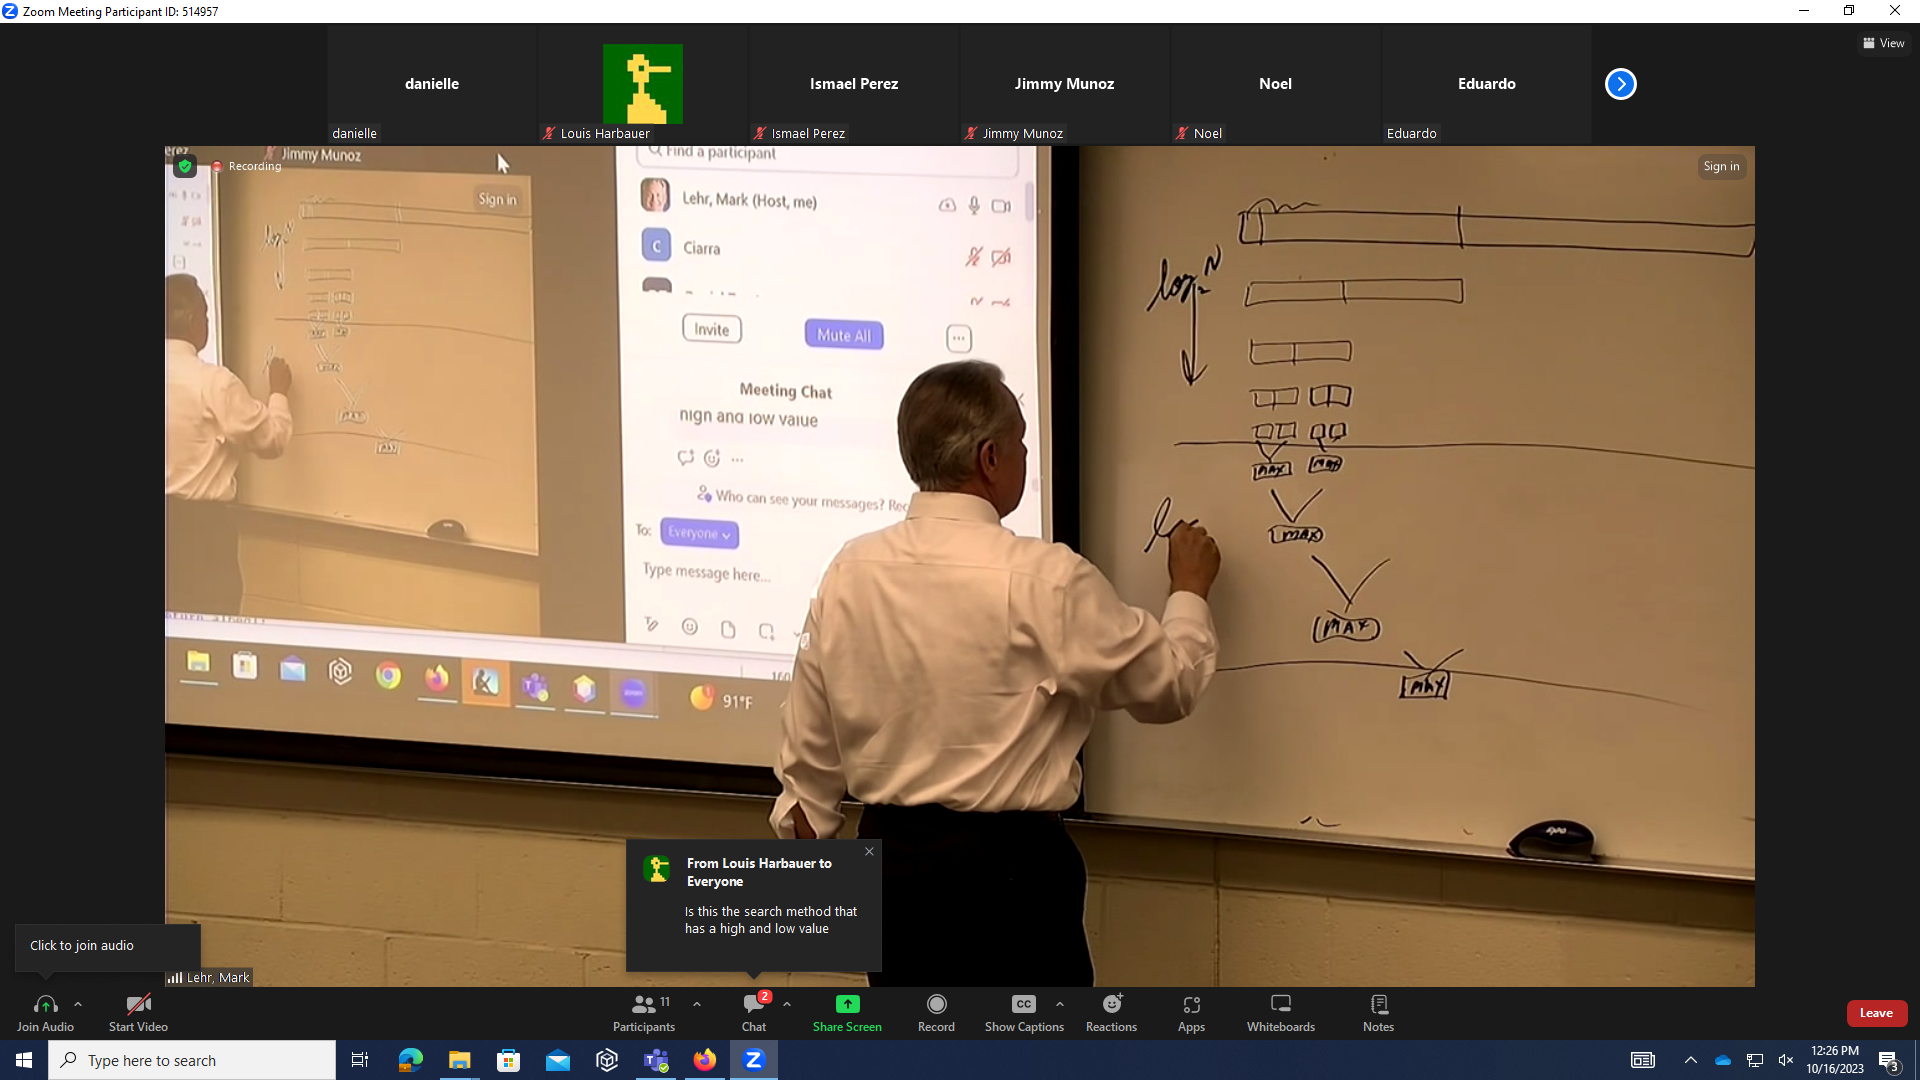 Zoom Meeting Participant ID: 514957
View
danielle
Ismael Perez
Jimmy Munoz
Noel
Eduardo
danielle
Louis Harbauer
Ismael Perez
Jimmy Munoz
Noel
Eduardo
Recording
Sign in
Jimmy Munoz
Sign in
Find a participant
Lehr, Mark (Host, me)
C
Ciarra
Invite
Mute All
...
Meeting Chat
high and low value
...
Who can see your messages? Rec
To: Everyone
Type message here...
91°F
log₂N
log
N
MAX MAX
MAX
MAX
MAX
expo
From Louis Harbauer to
Everyone
Is this the search method that
has a high and low value
Click to join audio
Lehr, Mark
Join Audio
Start Video
Participants 11
Chat 2
Share Screen
Record
CC
Show Captions
Reactions
Apps
Whiteboards
Notes
Leave
Type here to search
12:26 PM
10/16/2023
3